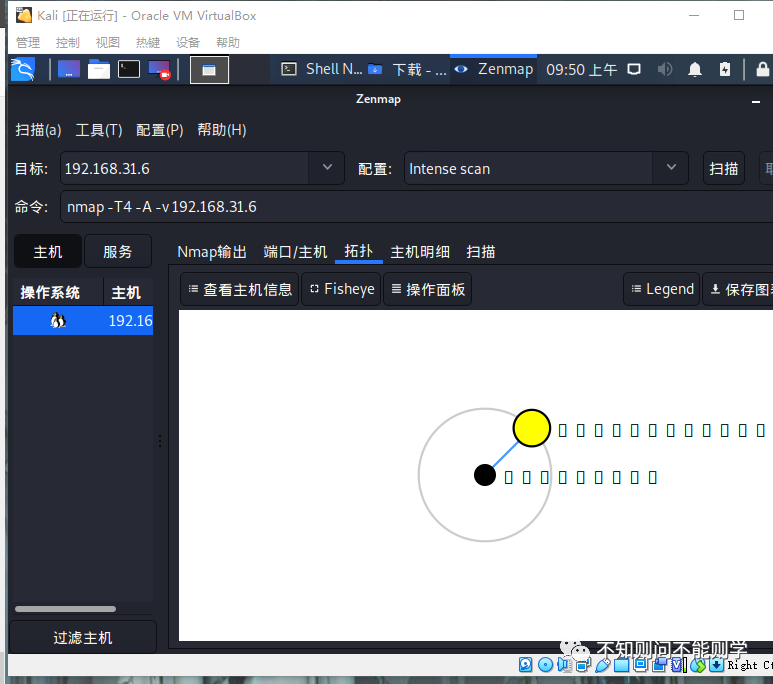 Kali [正在运行] - Oracle VM VirtualBox
管理 控制 视图 热键 设备 帮助
Shell N... 下载 - ... Zenmap 09:50 上午
Zenmap
扫描(a) 工具(T) 配置(P) 帮助(H)
目标: 192.168.31.6 配置: Intense scan 扫描
命令: nmap -T4 -A -v 192.168.31.6
主机 服务 Nmap输出 端口/主机 拓扑 主机明细 扫描
操作系统 主机 查看主机信息 Fisheye 操作面板 Legend 保存图
192.16
过滤主机
不知则问不能则学
Right Ct